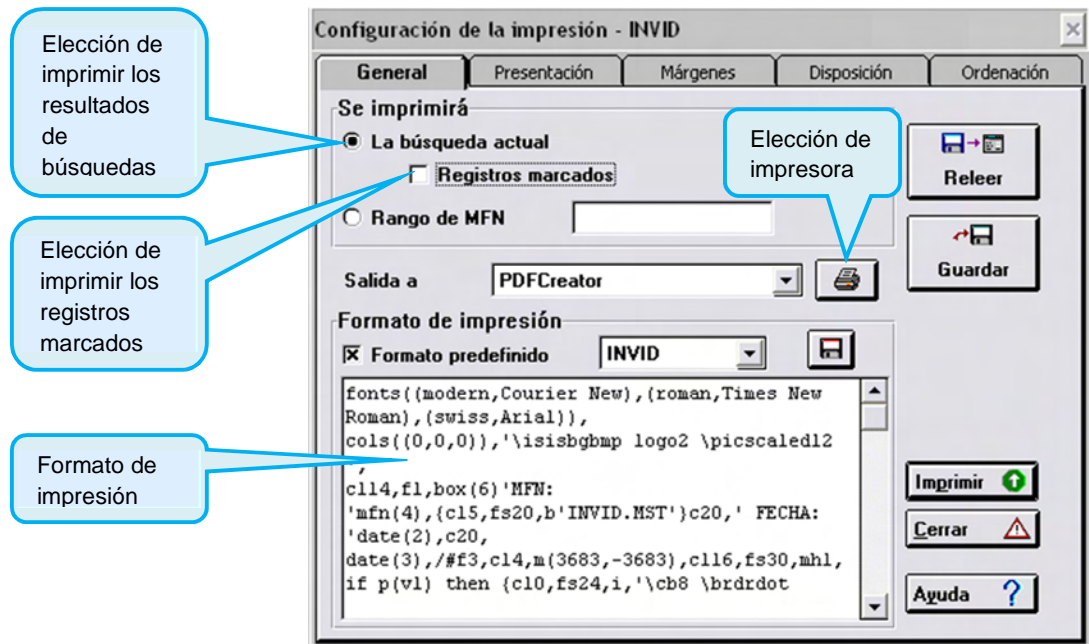 Elección de
imprimir los
resultados
de
búsquedas
Elección de
imprimir los
registros
marcados
Formato de
impresión
Configuración de la impresión - INVID
General Presentación Márgenes Disposición Ordenación
Se imprimirá
La búsqueda actual
Registros marcados
Rango de MFN
Elección de
impresora
Releer
Guardar
Salida a PDFCreator
Formato de impresión
Formato predefinido INVID
fonts((modern,Courier New),(roman,Times New
Roman),(swiss,Arial)),
cols((0,0,0)),'\isisbgbmp logo2 \picscaled12
',
cl14,f1,box(6)'MFN:
'mfn(4),{cl5,fs20,b'INVID.MST'}c20,' FECHA:
'date(2),c20,
date(3),/#f3,cl4,m(3683,-3683),cl16,fs30,mhl,
if p(v1) then {cl0,fs24,i,'\cb8 \brdrdot
Imprimir
Cerrar
Ayuda ?